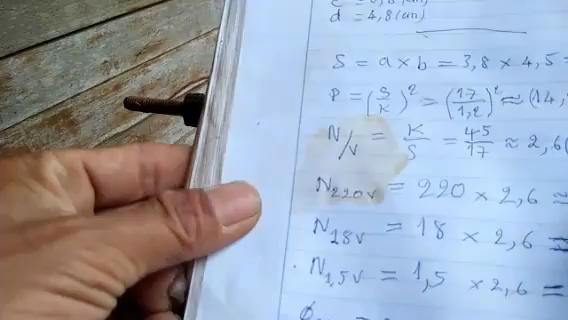 d = 4,8 (cm)
S = a x b = 3,8 x 4,5 =
P = (S/K)² = (17/1,2)² ≈ (14,
N/V = K/S = 45/17 ≈ 2,6
N220V = 220 x 2,6 =
N18V = 18 x 2,6 =
N1,5V = 1,5 x 2,6 =